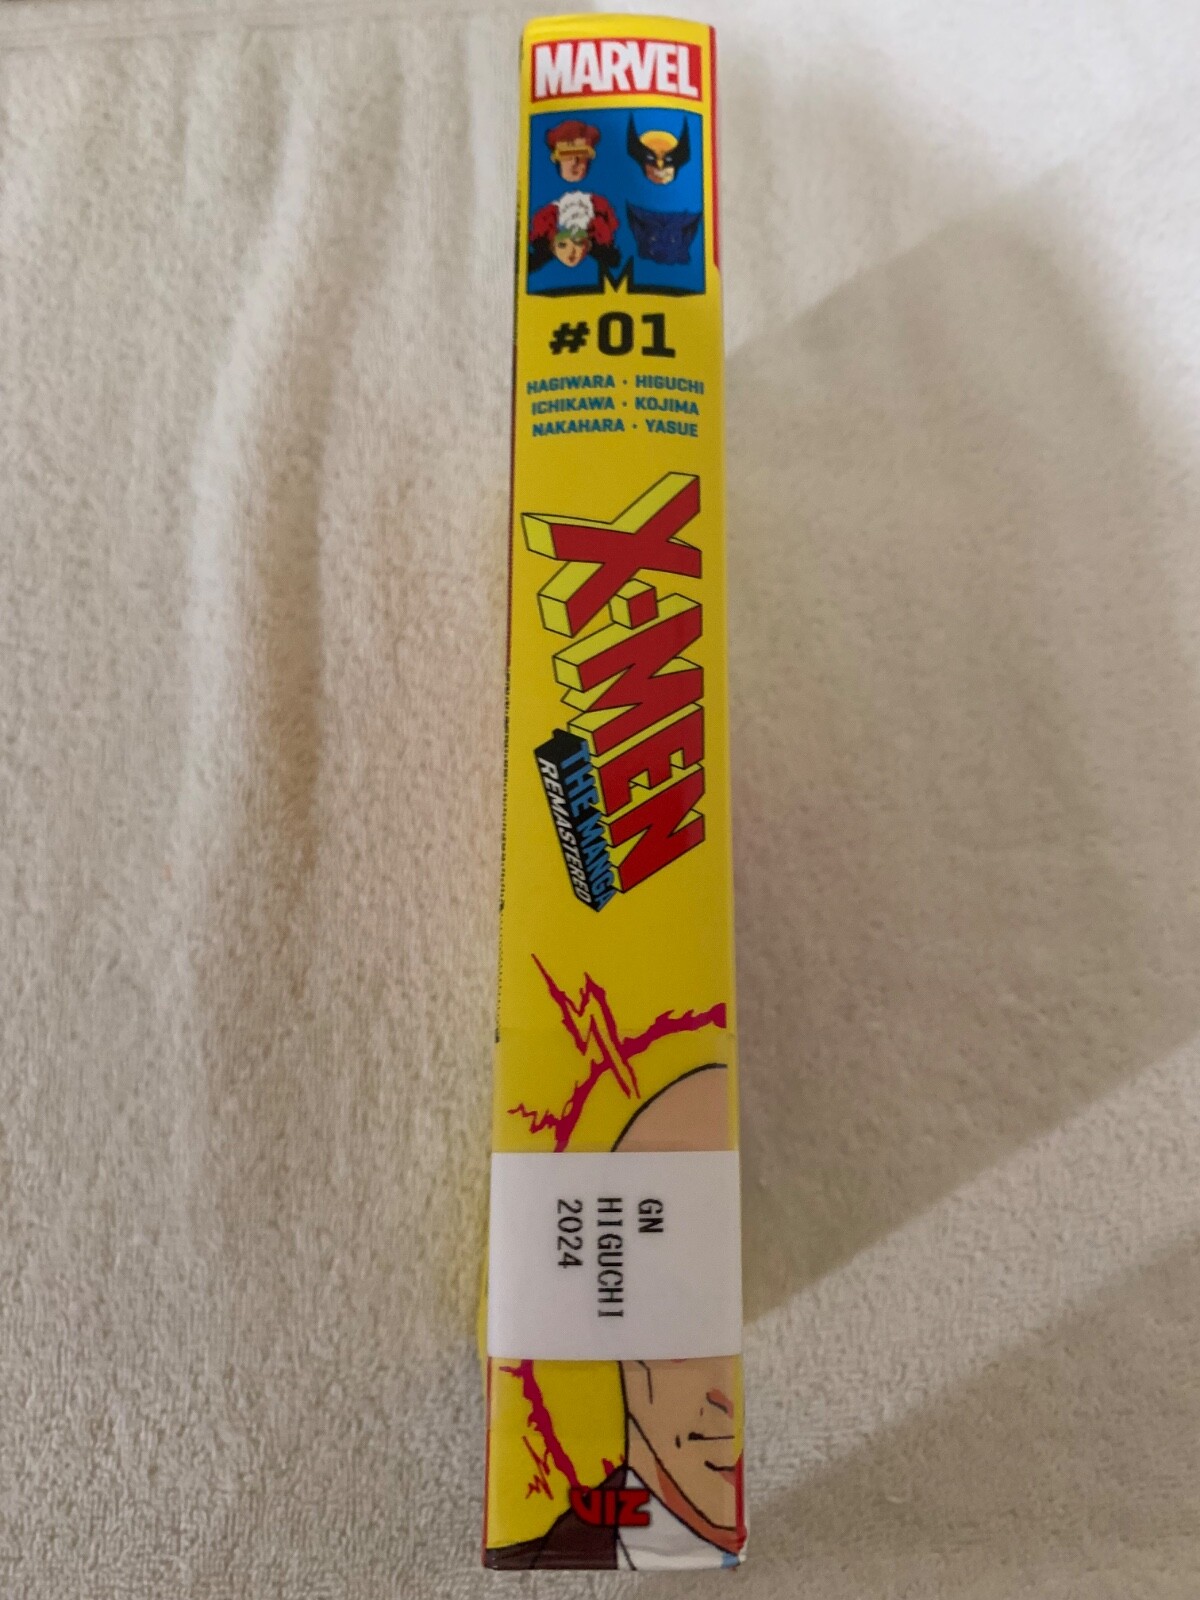 MARVEL
#01
HAGIWARA · HIGUCHI
ICHIKAWA · KOJIMA
NAKAHARA · YASUE
X·MEN
THE MANGA
REMASTERED
GN
HIGUCHI
2024
VIZ